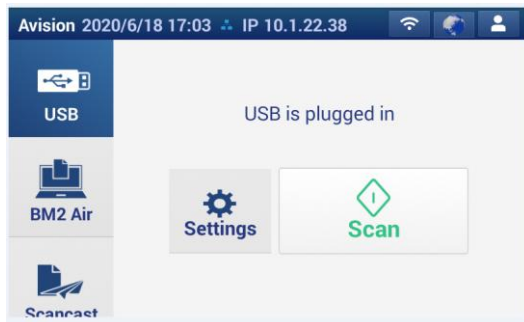 Avision 2020/6/18 17:03 IP 10.1.22.38
USB
USB is plugged in
BM2 Air
Settings
Scan
Scancast